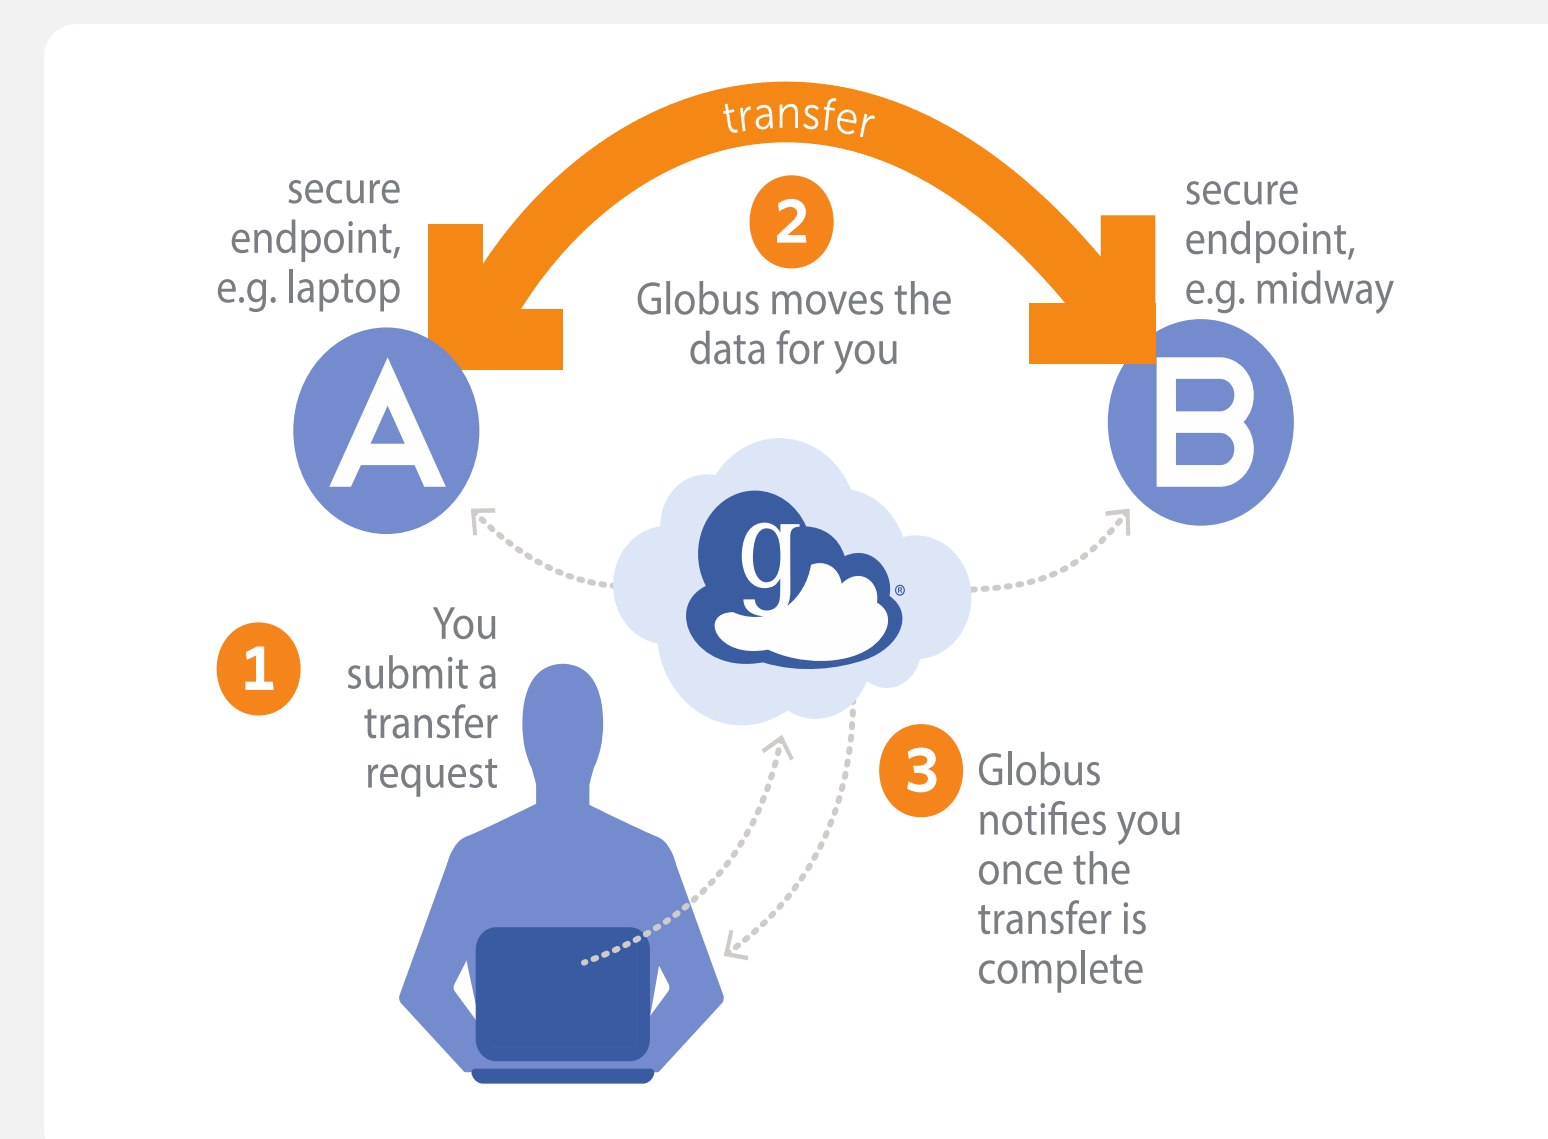 transfer
secure
endpoint,
e.g. laptop
A
2
Globus moves the
data for you
secure
endpoint,
e.g. midway
B
g
®
1
You
submit a
transfer
request
3
Globus
notifies you
once the
transfer is
complete